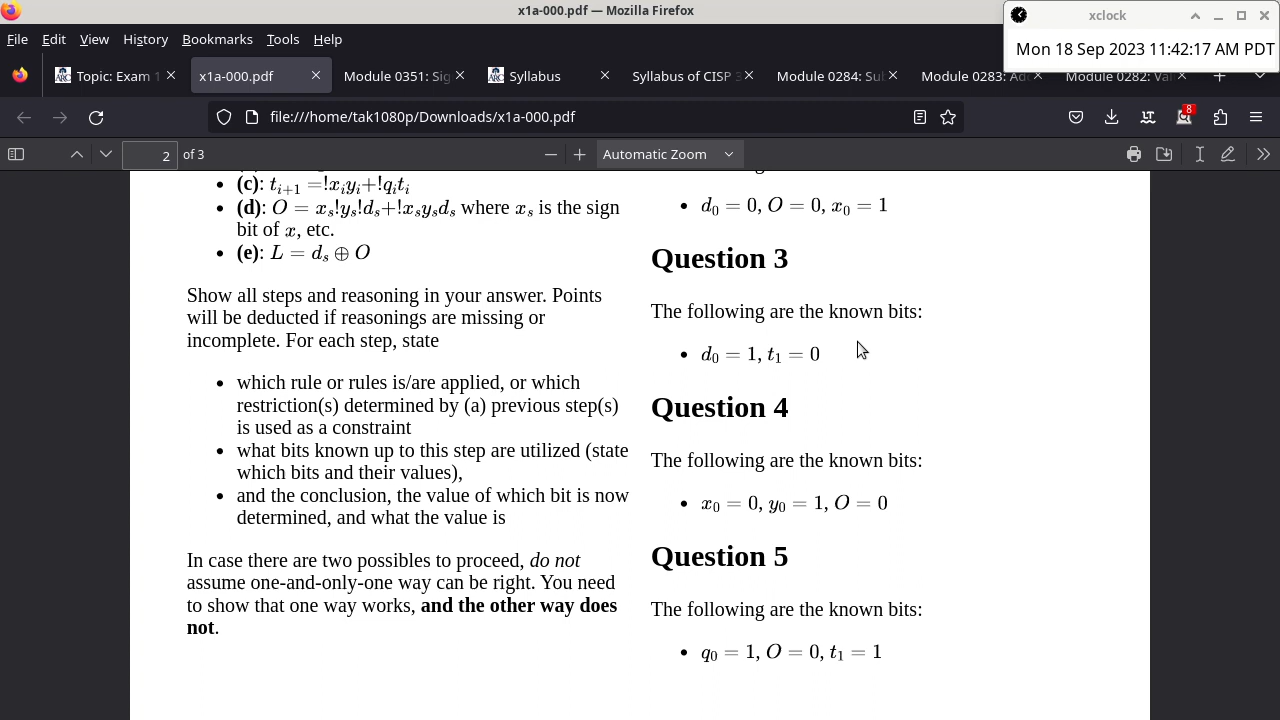 x1a-000.pdf — Mozilla Firefox
xclock
Mon 18 Sep 2023 11:42:17 AM PDT
File Edit View History Bookmarks Tools Help
Topic: Exam 1
x1a-000.pdf
Module 0351: Sig
Syllabus
Syllabus of CISP 3
Module 0284: Sul
Module 0283: Ad
Module 0282: Val
file:///home/tak1080p/Downloads/x1a-000.pdf
8
2 of 3
Automatic Zoom
• (c): t_{i+1} =!x_i y_i+!q_i t_i
• (d): O = x_s!y_s!d_s+!x_s y_s d_s where x_s is the sign
bit of x, etc.
• (e): L = d_s ⊕ O
Show all steps and reasoning in your answer. Points
will be deducted if reasonings are missing or
incomplete. For each step, state
• which rule or rules is/are applied, or which
restriction(s) determined by (a) previous step(s)
is used as a constraint
• what bits known up to this step are utilized (state
which bits and their values),
• and the conclusion, the value of which bit is now
determined, and what the value is
In case there are two possibles to proceed, do not
assume one-and-only-one way can be right. You need
to show that one way works, and the other way does
not.
• d_0 = 0, O = 0, x_0 = 1
Question 3
The following are the known bits:
• d_0 = 1, t_1 = 0
Question 4
The following are the known bits:
• x_0 = 0, y_0 = 1, O = 0
Question 5
The following are the known bits:
• q_0 = 1, O = 0, t_1 = 1